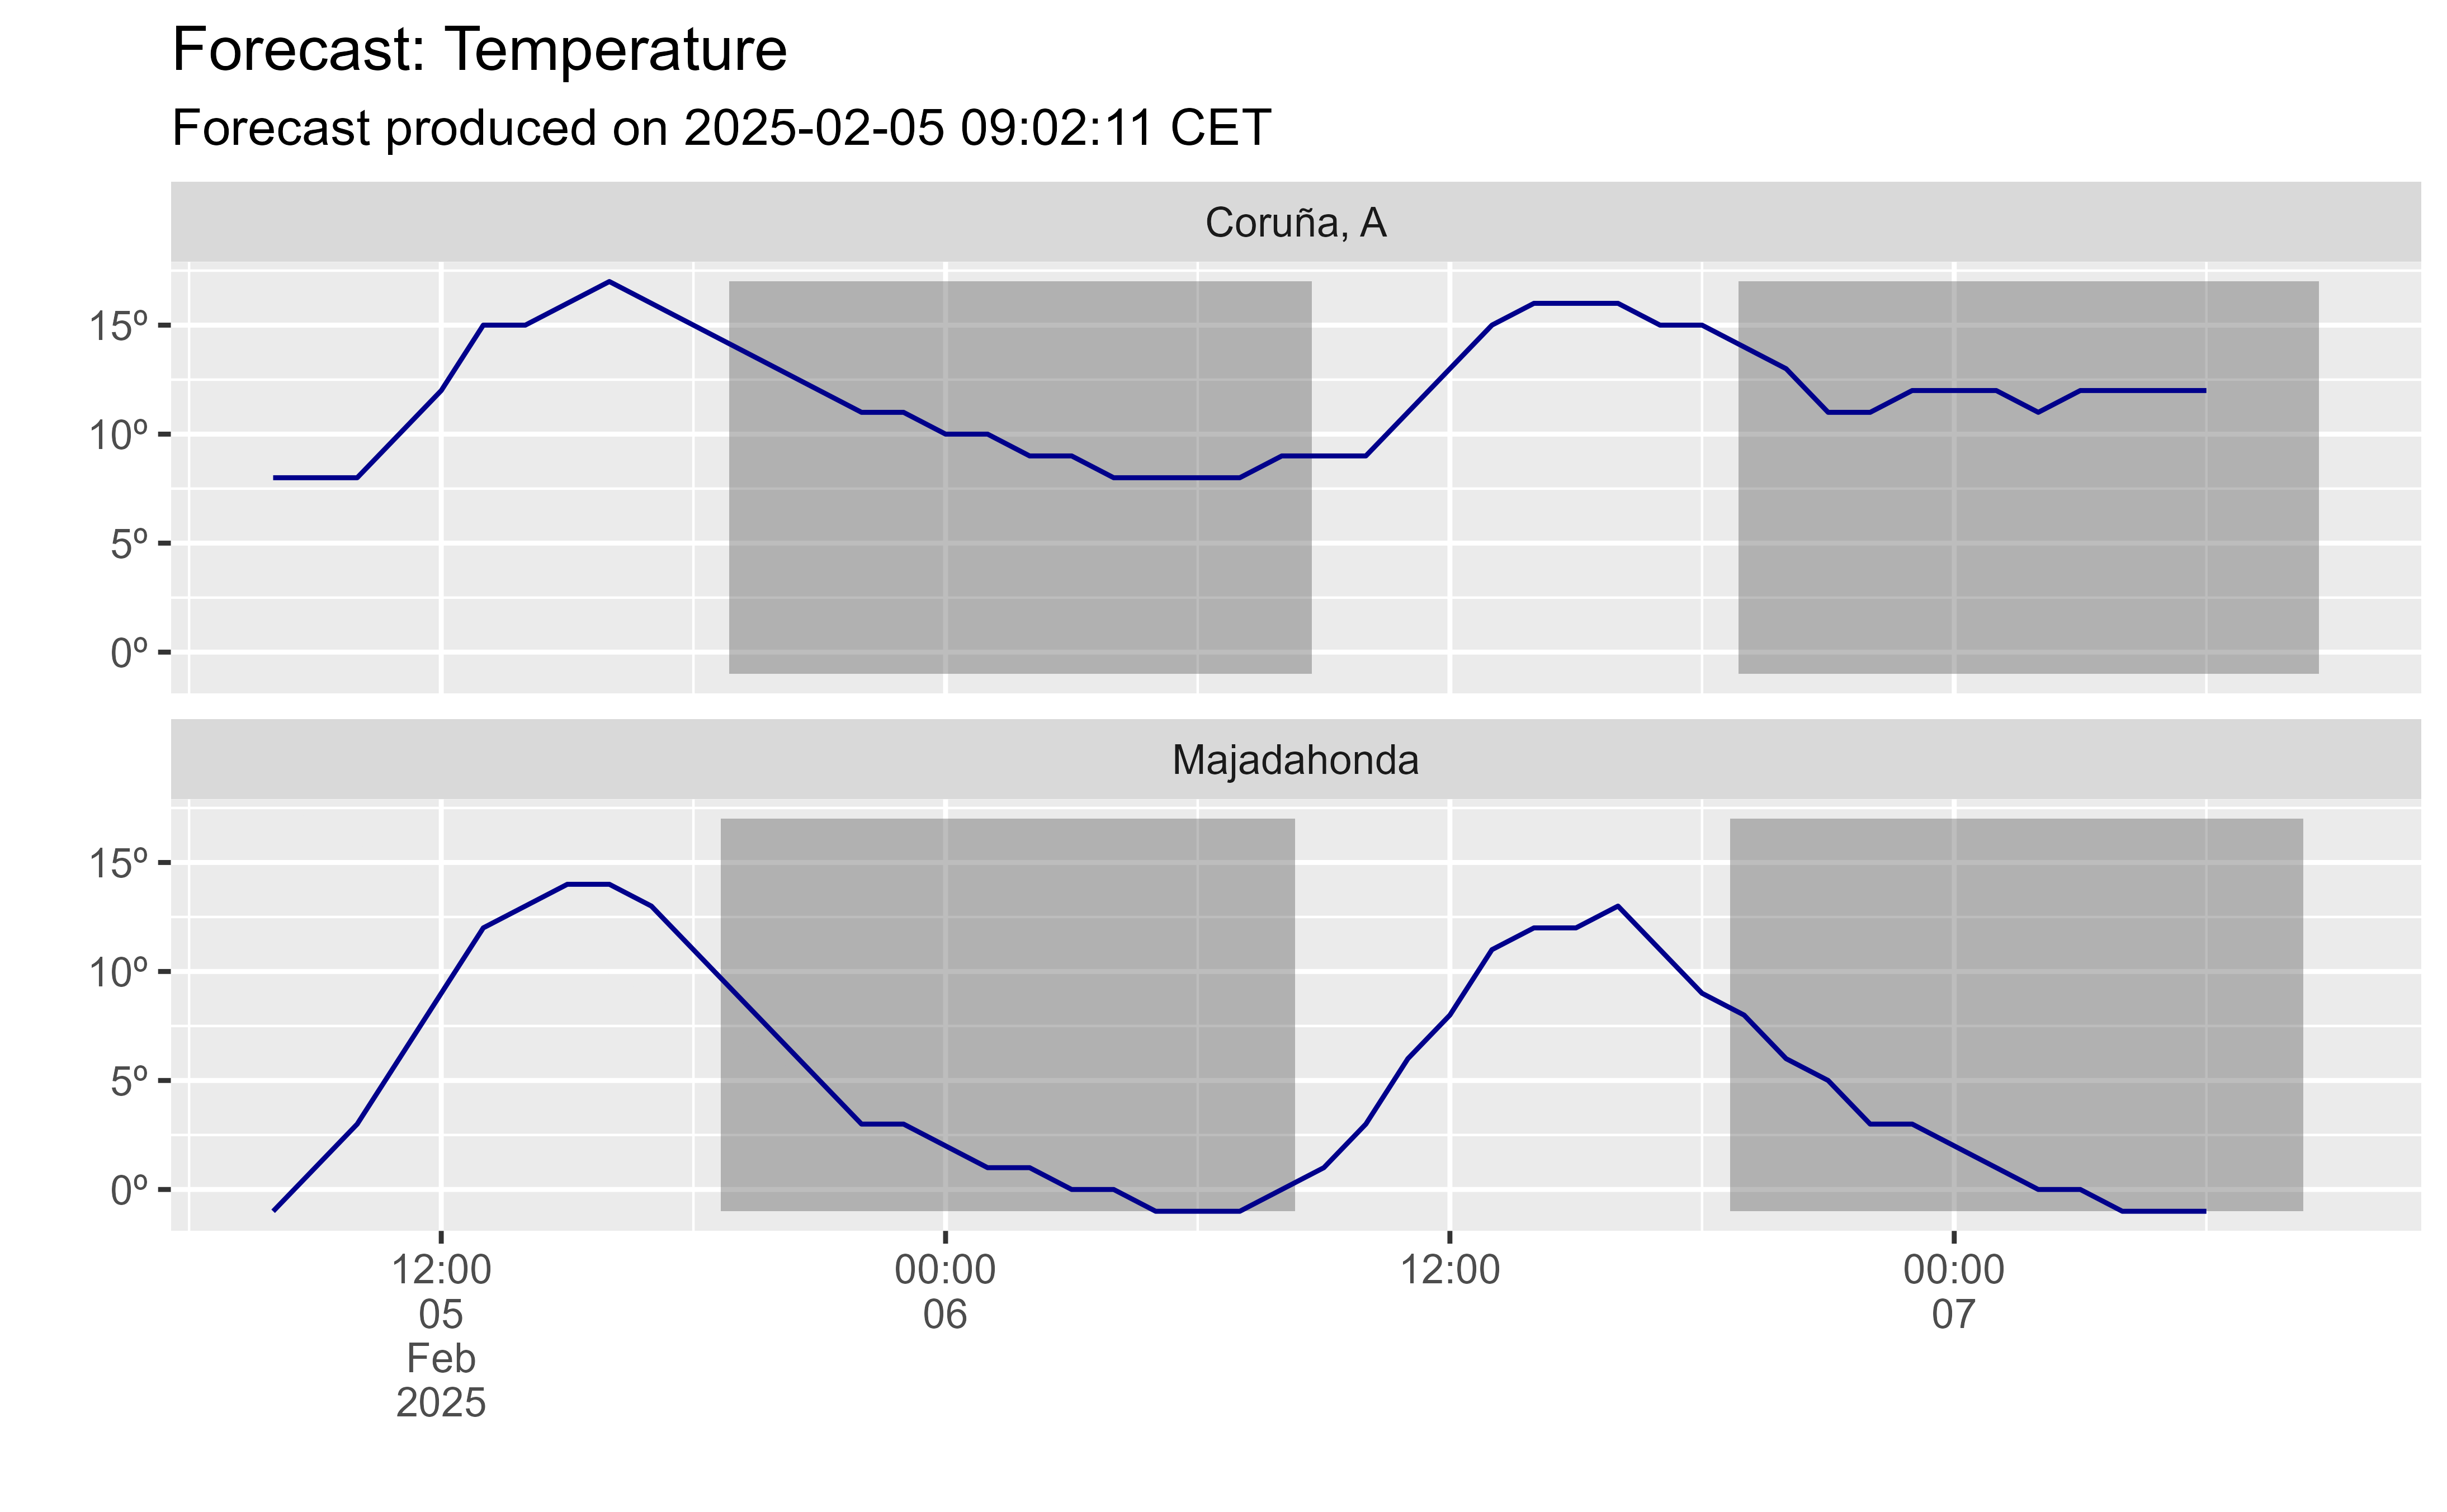 Forecast: Temperature
Forecast produced on 2025-02-05 09:02:11 CET
Coruña, A
15º
10º
5º
0º
Majadahonda
15º
10º
5º
0º
12:00 00:00 12:00 00:00
05 06 07
Feb
2025